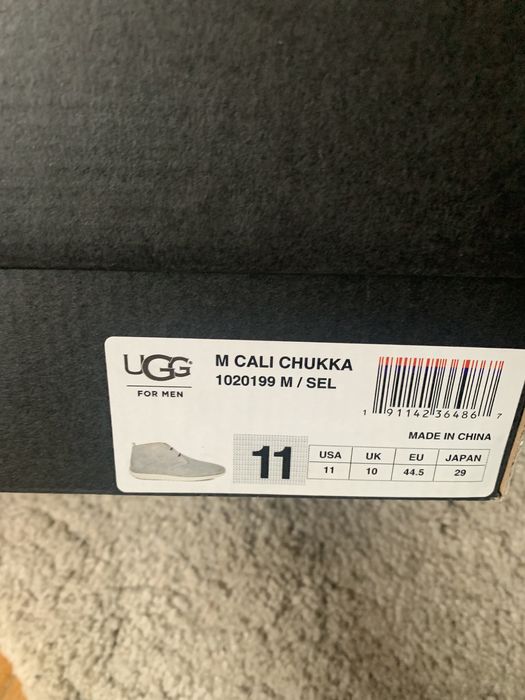 UGG
FOR MEN
M CALI CHUKKA
1020199 M / SEL
1 91142 36486 7
MADE IN CHINA
11
USA UK EU JAPAN
11 10 44.5 29